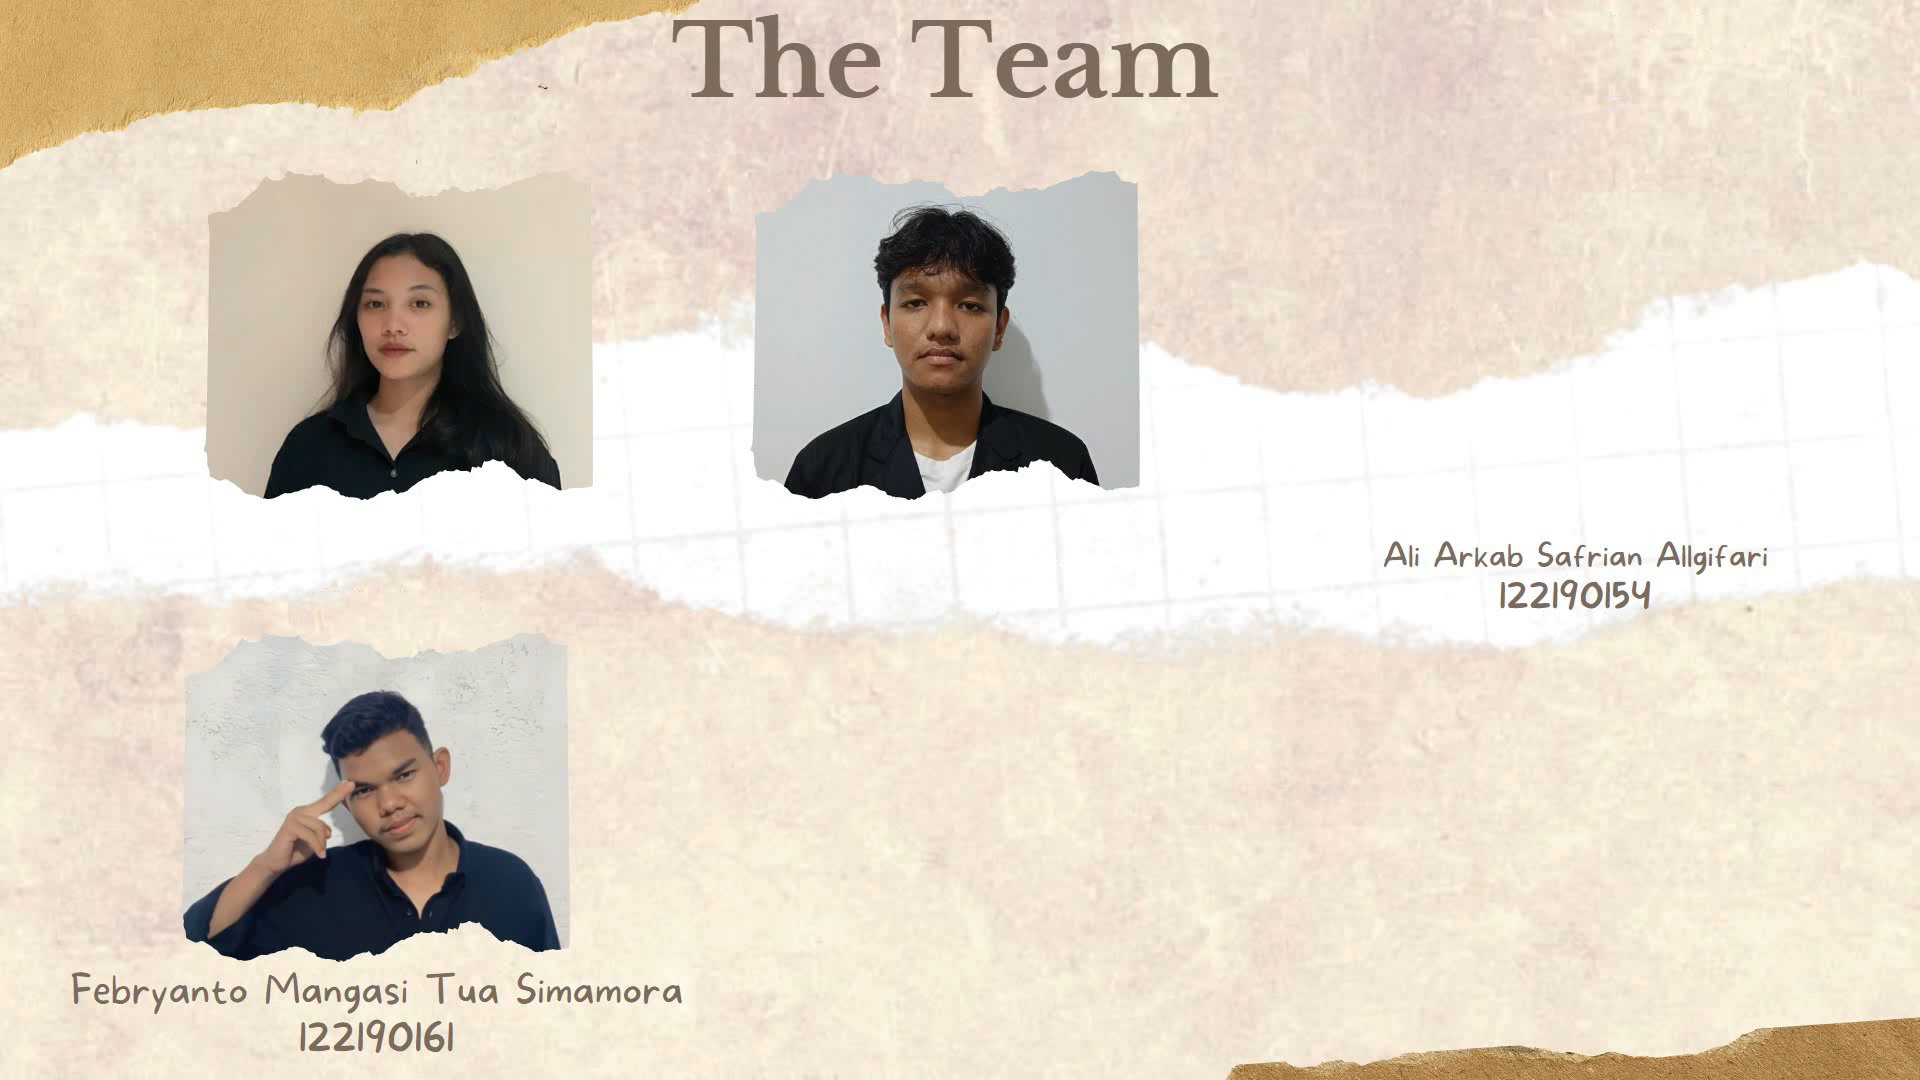 The Team
Ali Arkab Safrian Allgifari
122190154
Febryanto Mangasi Tua Simamora
122190161